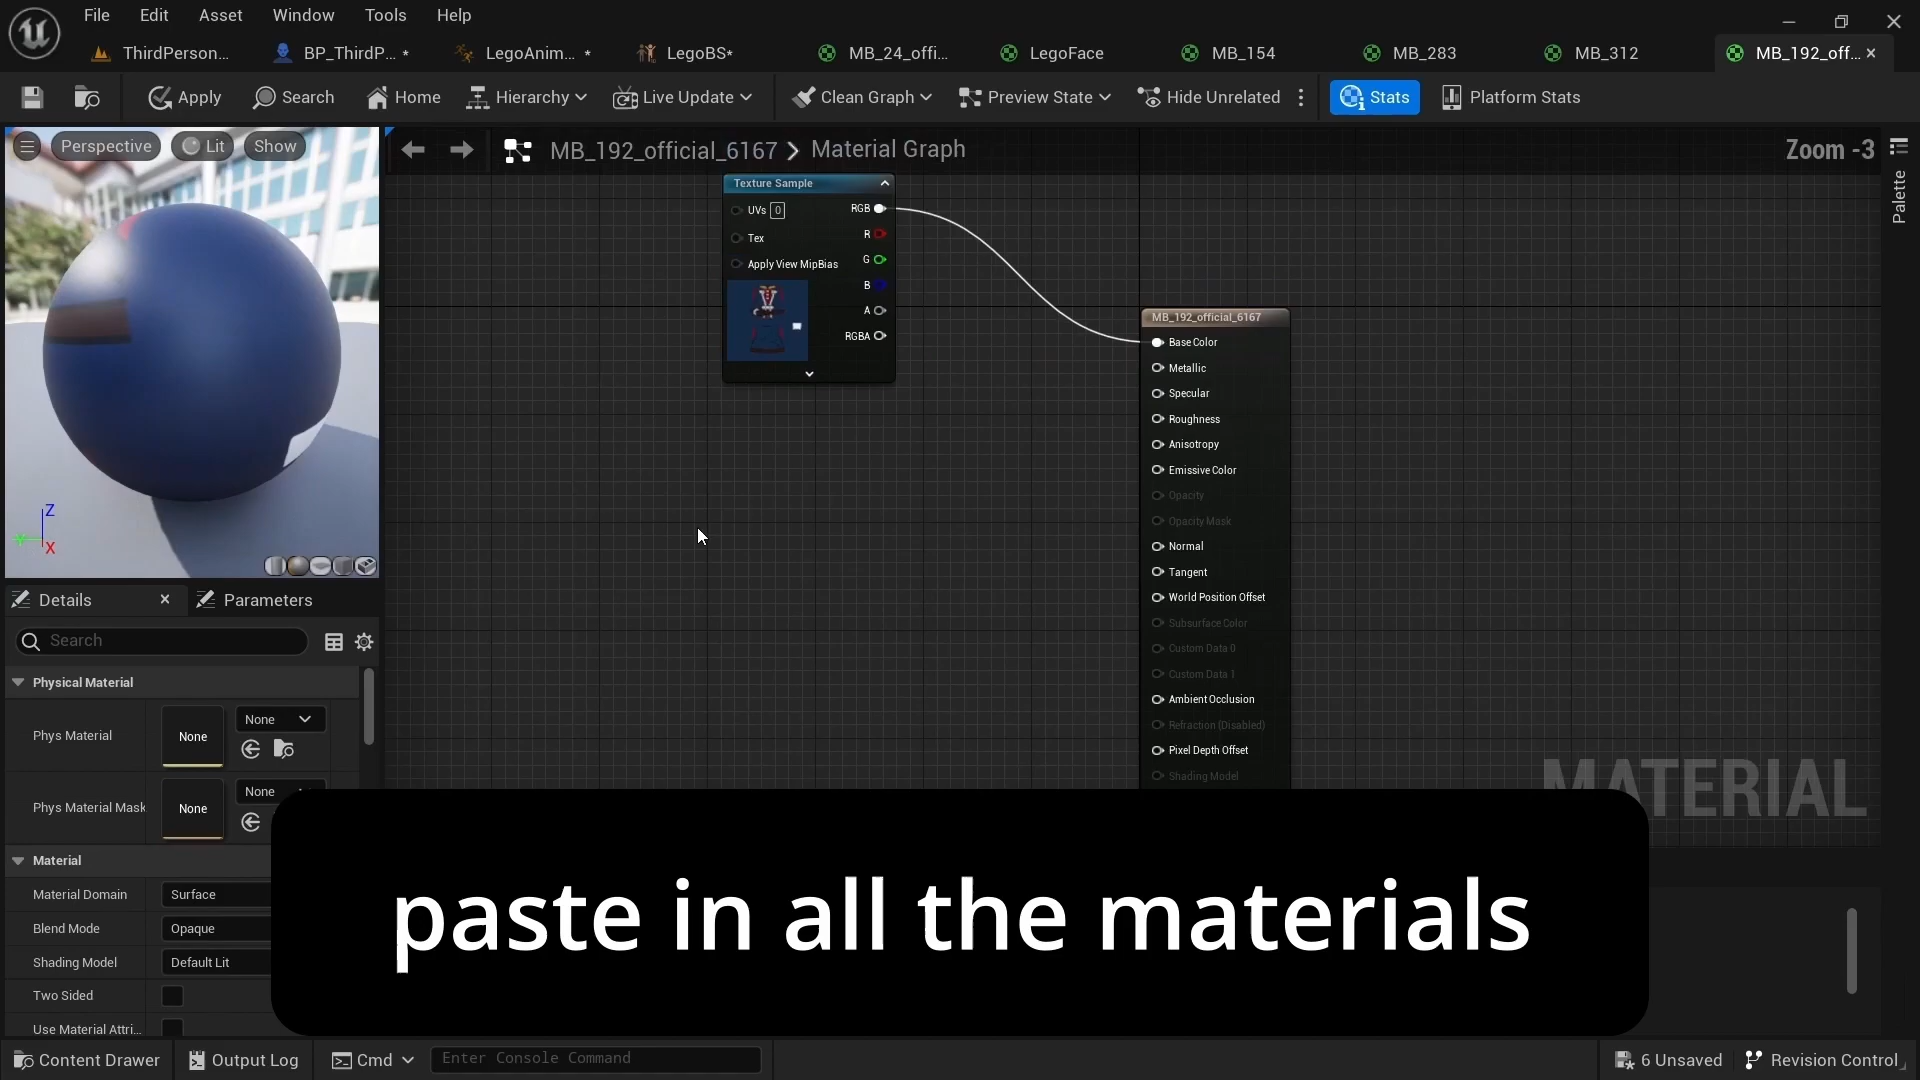 File Edit Asset Window Tools Help
ThirdPerson... BP_ThirdP... * LegoAnim... * LegoBS* MB_24_offi... LegoFace MB_154 MB_283 MB_312 MB_192_off... ×
Apply Search Home Hierarchy Live Update Clean Graph Preview State Hide Unrelated Stats Platform Stats
Perspective Lit Show
MB_192_official_6167 > Material Graph
Zoom -3
Palette
Texture Sample
UVs 0 RGB
R
Tex
G
Apply View MipBias
B
A
RGBA
MB_192_official_6167
Base Color
Metallic
Specular
Roughness
Anisotropy
Emissive Color
Opacity
Opacity Mask
Normal
Tangent
World Position Offset
Subsurface Color
Custom Data 0
Custom Data 1
Ambient Occlusion
Refraction (Disabled)
Pixel Depth Offset
Shading Model
Z
X
Details × Parameters
Search
Physical Material
Phys Material None None
Phys Material Mask None None
Material
Material Domain Surface
Blend Mode Opaque
Shading Model Default Lit
Two Sided
Use Material Attri...
MATERIAL
paste in all the materials
Content Drawer Output Log Cmd Enter Console Command 6 Unsaved Revision Control